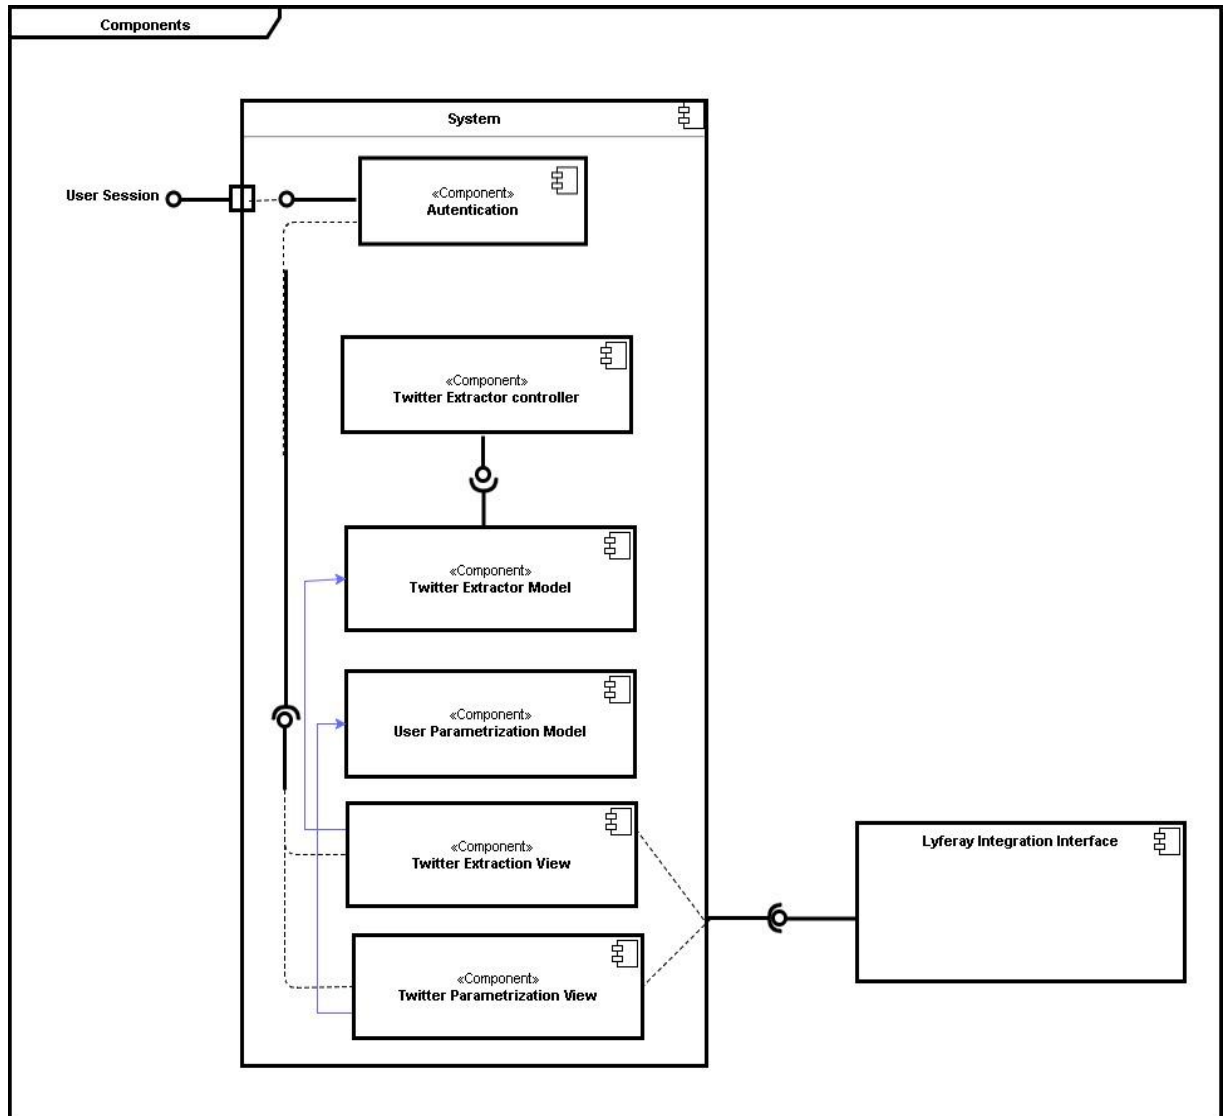 Components
System
User Session
«Component»
Autentication
«Component»
Twitter Extractor controller
«Component»
Twitter Extractor Model
«Component»
User Parametrization Model
«Component»
Twitter Extraction View
Lyferay Integration Interface
«Component»
Twitter Parametrization View